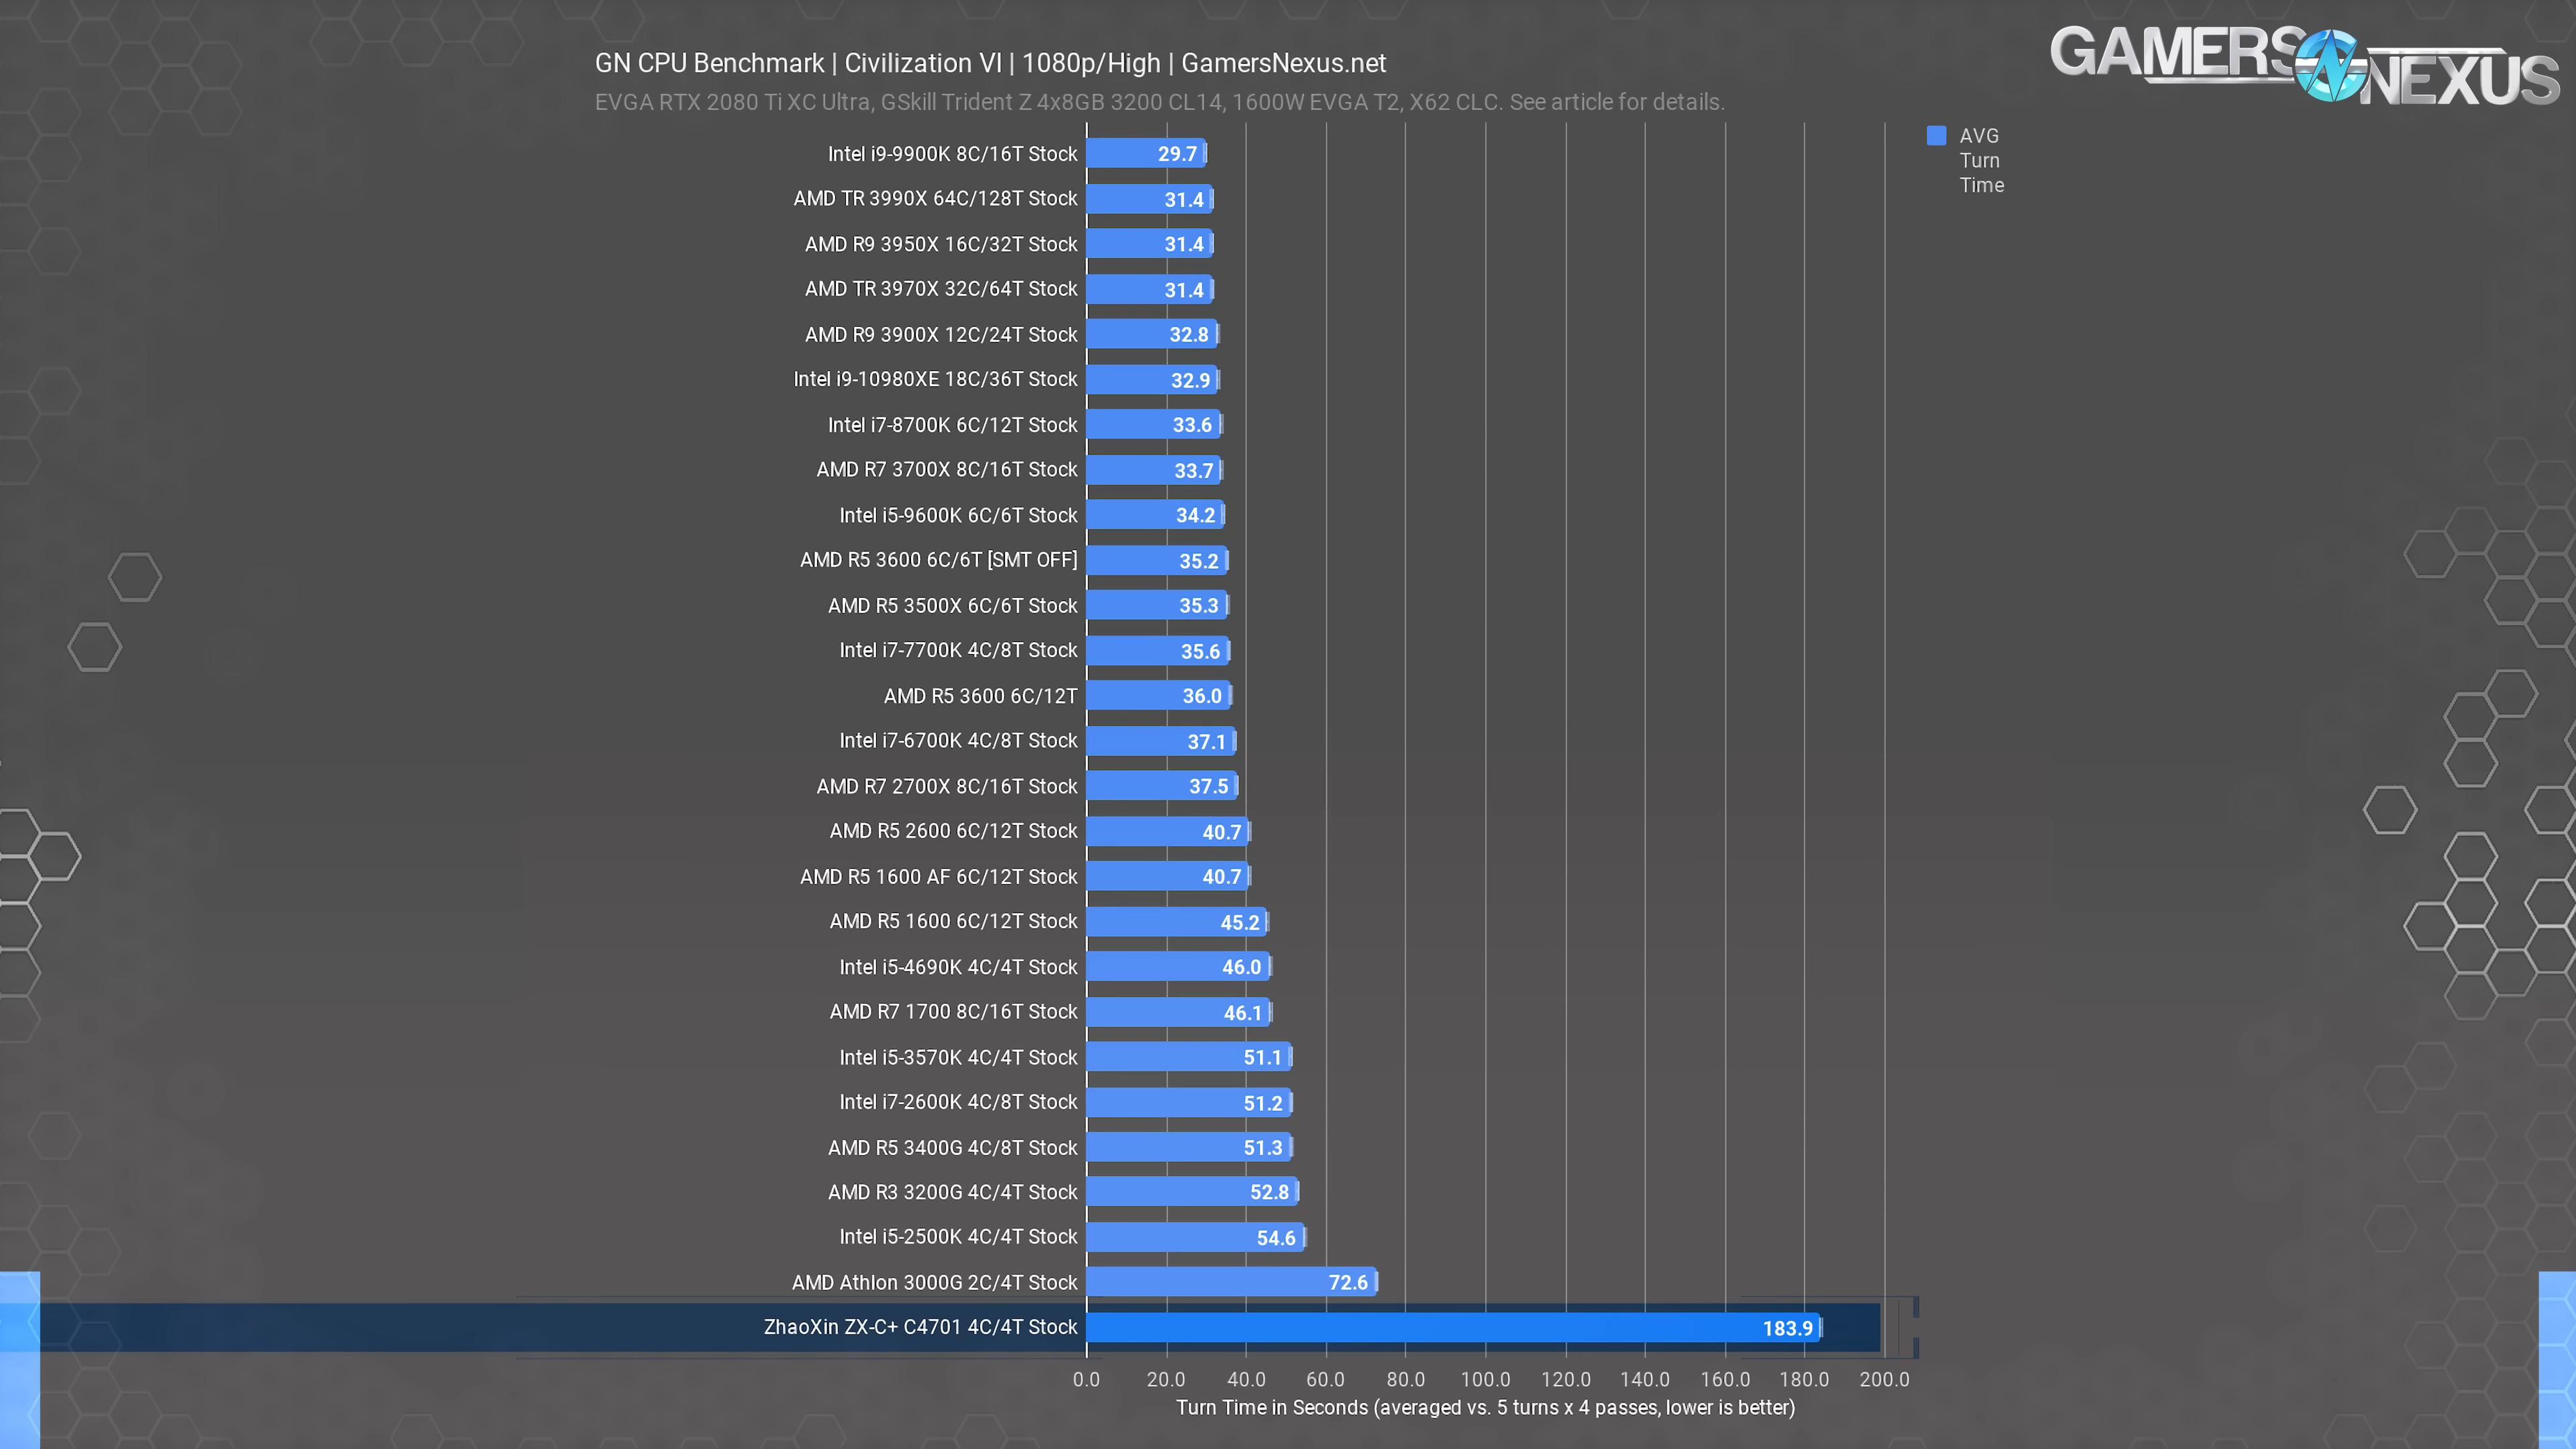 GAMERS NEXUS
GN CPU Benchmark | Civilization VI | 1080p/High | GamersNexus.net
EVGA RTX 2080 Ti XC Ultra, GSkill Trident Z 4x8GB 3200 CL14, 1600W EVGA T2, X62 CLC. See article for details.
AVG
Turn
Time
Intel i9-9900K 8C/16T Stock 29.7
AMD TR 3990X 64C/128T Stock 31.4
AMD R9 3950X 16C/32T Stock 31.4
AMD TR 3970X 32C/64T Stock 31.4
AMD R9 3900X 12C/24T Stock 32.8
Intel i9-10980XE 18C/36T Stock 32.9
Intel i7-8700K 6C/12T Stock 33.6
AMD R7 3700X 8C/16T Stock 33.7
Intel i5-9600K 6C/6T Stock 34.2
AMD R5 3600 6C/6T [SMT OFF] 35.2
AMD R5 3500X 6C/6T Stock 35.3
Intel i7-7700K 4C/8T Stock 35.6
AMD R5 3600 6C/12T 36.0
Intel i7-6700K 4C/8T Stock 37.1
AMD R7 2700X 8C/16T Stock 37.5
AMD R5 2600 6C/12T Stock 40.7
AMD R5 1600 AF 6C/12T Stock 40.7
AMD R5 1600 6C/12T Stock 45.2
Intel i5-4690K 4C/4T Stock 46.0
AMD R7 1700 8C/16T Stock 46.1
Intel i5-3570K 4C/4T Stock 51.1
Intel i7-2600K 4C/8T Stock 51.2
AMD R5 3400G 4C/8T Stock 51.3
AMD R3 3200G 4C/4T Stock 52.8
Intel i5-2500K 4C/4T Stock 54.6
AMD Athlon 3000G 2C/4T Stock 72.6
ZhaoXin ZX-C+ C4701 4C/4T Stock 183.9
0.0 20.0 40.0 60.0 80.0 100.0 120.0 140.0 160.0 180.0 200.0
Turn Time in Seconds (averaged vs. 5 turns x 4 passes, lower is better)